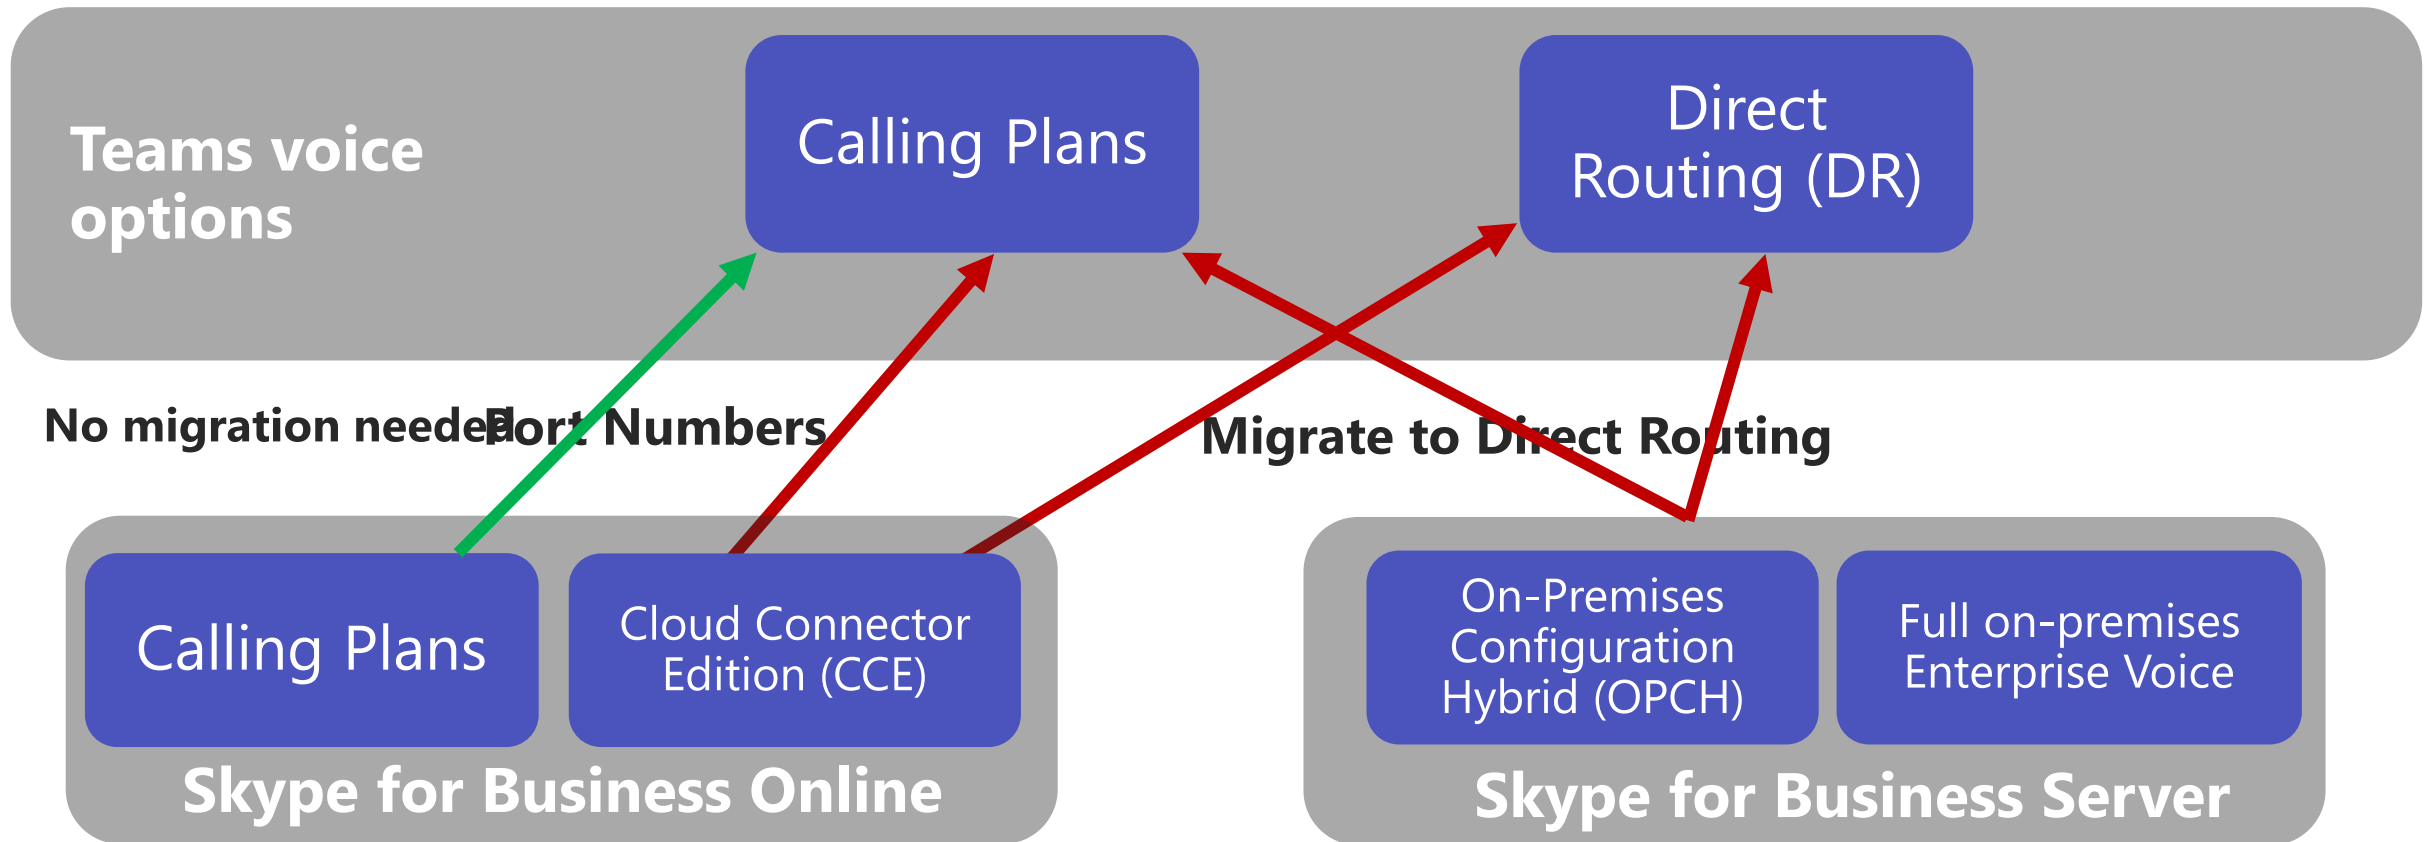 Teams voice
options
Calling Plans
Direct
Routing (DR)
No migration needed
Port Numbers
Migrate to Direct Routing
Calling Plans
Cloud Connector
Edition (CCE)
Skype for Business Online
On-Premises
Configuration
Hybrid (OPCH)
Full on-premises
Enterprise Voice
Skype for Business Server